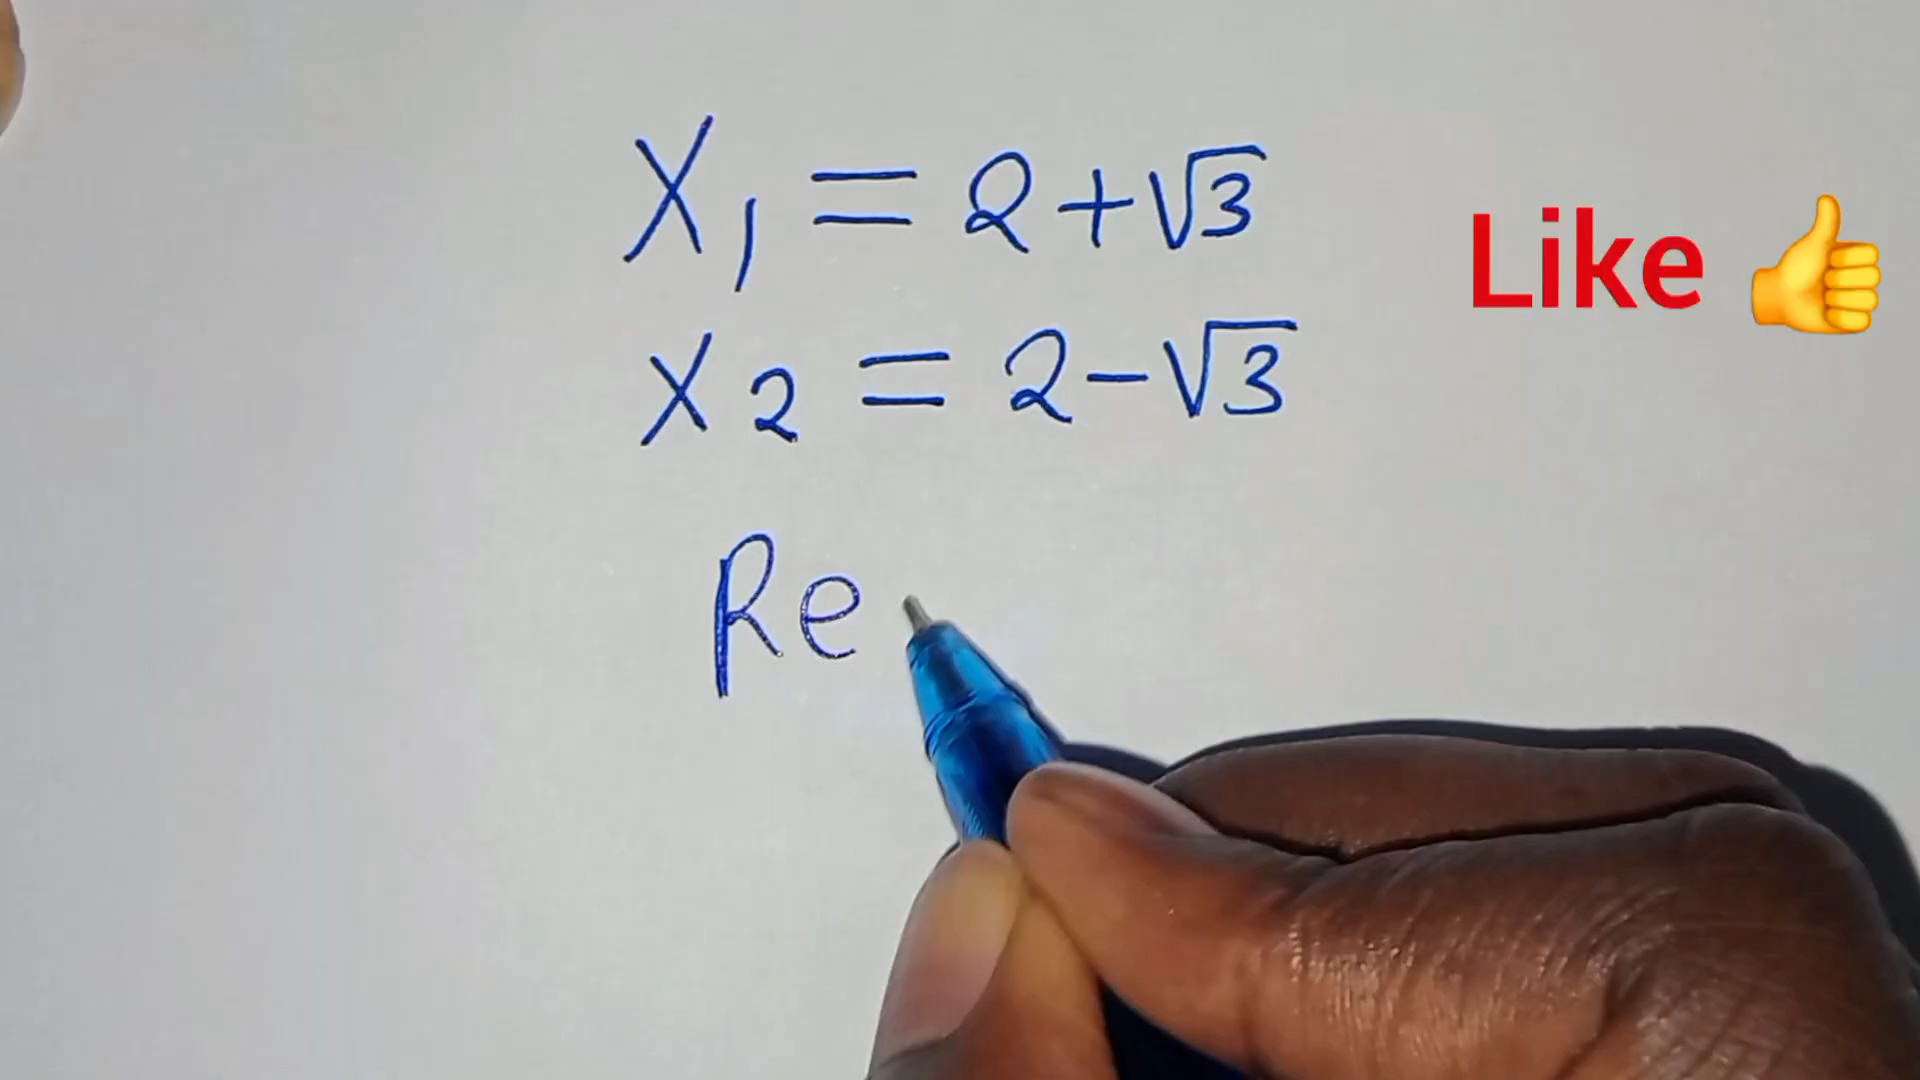 X₁ = 2+√3
Like 👍
X₂ = 2-√3
Re